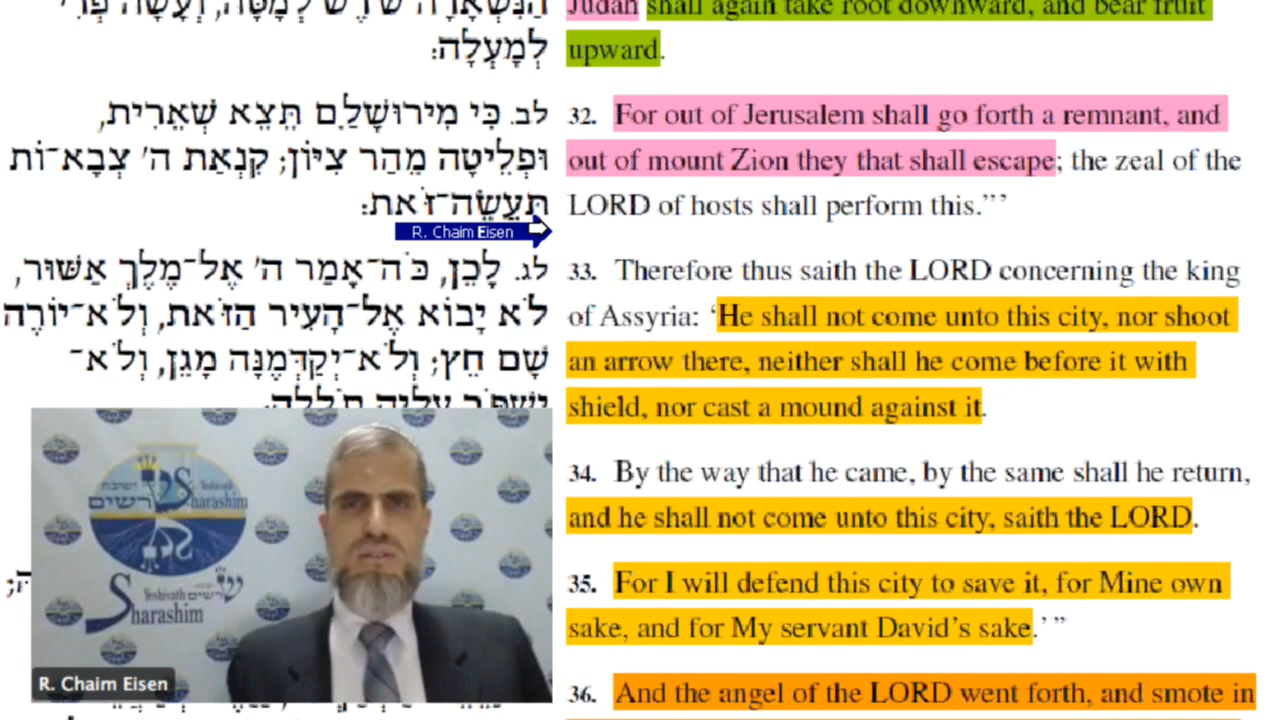 הַנִּשְׁאָרָה שֹׁרֶשׁ לְמָטָּה, וְעָשָׂה פְרִי
לְמָעְלָה:
לב. כִּי מִירוּשָׁלִַם תֵּצֵא שְׁאֵרִית,
וּפְלֵיטָה מֵהַר צִיּוֹן; קִנְאַת ה' צְבָא־וֹת
תַּעֲשֶׂה־זֹּאת:
R. Chaim Eisen
לג. לָכֵן, כֹּה־אָמַר ה' אֶל־מֶלֶךְ אַשּׁוּר,
לֹא יָבוֹא אֶל־הָעִיר הַזֹּאת, וְלֹא־יוֹרֶה
שָׁם חֵץ; וְלֹא־יְקַדְּמֶנָּה מָגֵן, וְלֹא־
יִשְׁפֹּךְ עָלֶיהָ סֹלְלָה:
Judah shall again take root downward, and bear fruit
upward.
32. For out of Jerusalem shall go forth a remnant, and
out of mount Zion they that shall escape; the zeal of the
LORD of hosts shall perform this.”’
33. Therefore thus saith the LORD concerning the king
of Assyria: ‘He shall not come unto this city, nor shoot
an arrow there, neither shall he come before it with
shield, nor cast a mound against it.
34. By the way that he came, by the same shall he return,
and he shall not come unto this city, saith the LORD.
35. For I will defend this city to save it, for Mine own
sake, and for My servant David’s sake.’”
36. And the angel of the LORD went forth, and smote in
ישיבת שרשים
Yeshivath Sharashim
Yeshivath שרשים
Sharashim
R. Chaim Eisen